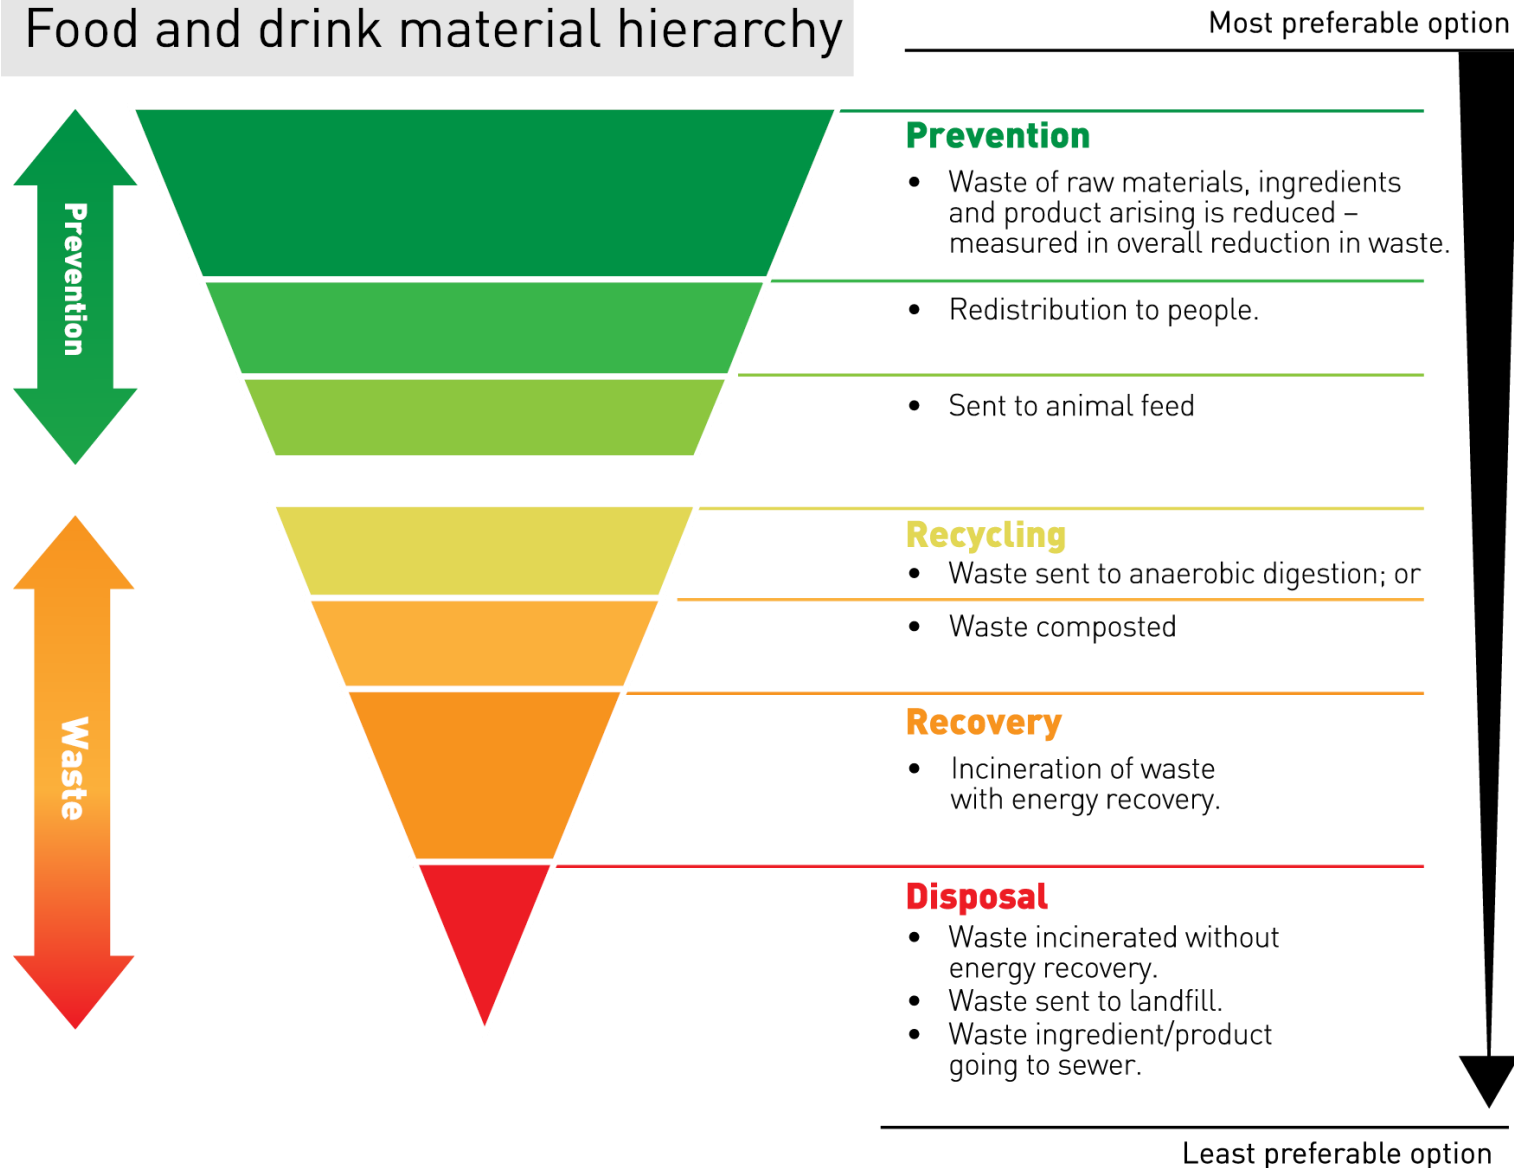 Food and drink material hierarchy
Most preferable option
Prevention
Prevention
• Waste of raw materials, ingredients
and product arising is reduced –
measured in overall reduction in waste.
• Redistribution to people.
• Sent to animal feed
Waste
Recycling
• Waste sent to anaerobic digestion; or
• Waste composted
Recovery
• Incineration of waste
with energy recovery.
Disposal
• Waste incinerated without
energy recovery.
• Waste sent to landfill.
• Waste ingredient/product
going to sewer.
Least preferable option